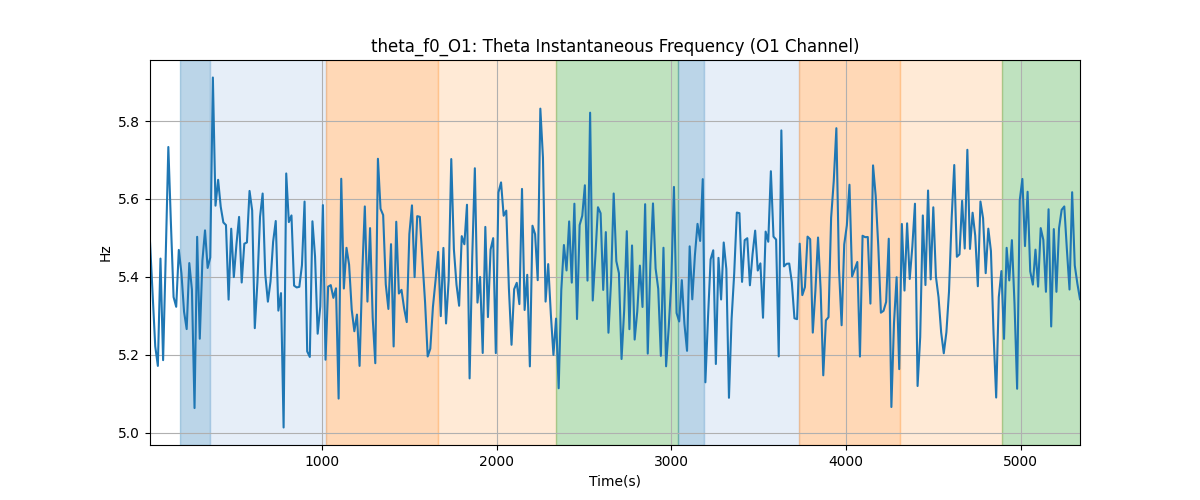 theta_f0_O1: Theta Instantaneous Frequency (O1 Channel)
5.8
5.6
5.4
5.2
5.0
Hz
1000 2000 3000 4000 5000
Time(s)